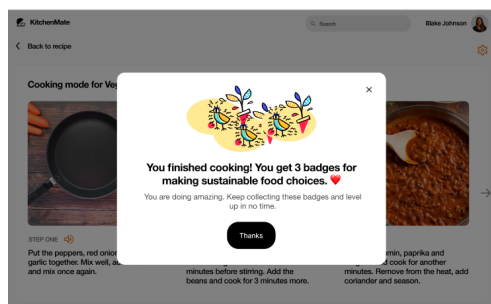 KitchenMate
Search
Blake Johnson
Back to recipe
Cooking mode for Veg
You finished cooking! You get 3 badges for
making sustainable food choices. ❤️
You are doing amazing. Keep collecting these badges and level
up in no time.
Thanks
STEP ONE
Put the peppers, red onion
garlic together. Mix well, 
and mix once again.
minutes before stirring. Add the
beans and cook for 3 minutes more.
min, paprika and
cook for another
minutes. Remove from the heat, add
coriander and season.